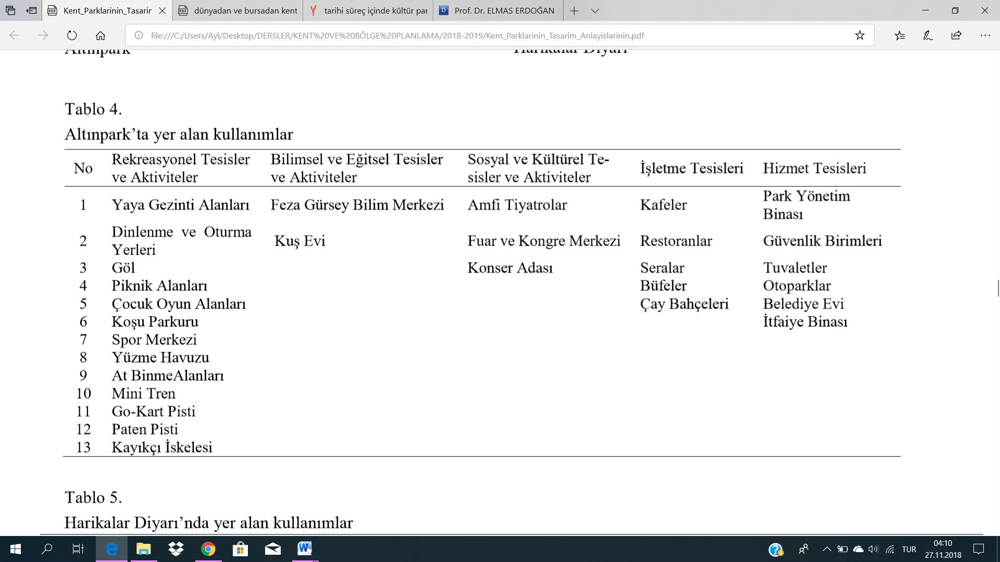 Kent_Parklarinin_Tasarir
dünyadan ve bursadan kent
tarihi süreç içinde kültür par
Prof. Dr. ELMAS ERDOĞAN
file:///C:/Users/Ayl/Desktop/DERSLER/KENT%20VE%20BÖLGE%20PLANLAMA/2018-2019/Kent_Parklarinin_Tasarim_Anlayislarinin.pdf
Altınpark Harikalar Diyarı
Tablo 4.
Altınpark’ta yer alan kullanımlar
No Rekreasyonel Tesisler ve Aktiviteler Bilimsel ve Eğitsel Tesisler ve Aktiviteler Sosyal ve Kültürel Te- sisler ve Aktiviteler İşletme Tesisleri Hizmet Tesisleri
1 Yaya Gezinti Alanları Feza Gürsey Bilim Merkezi Amfi Tiyatrolar Kafeler Park Yönetim Binası
2 Dinlenme ve Oturma Yerleri Kuş Evi Fuar ve Kongre Merkezi Restoranlar Güvenlik Birimleri
3 Göl Konser Adası Seralar Tuvaletler
4 Piknik Alanları Büfeler Otoparklar
5 Çocuk Oyun Alanları Çay Bahçeleri Belediye Evi
6 Koşu Parkuru İtfaiye Binası
7 Spor Merkezi
8 Yüzme Havuzu
9 At BinmeAlanları
10 Mini Tren
11 Go-Kart Pisti
12 Paten Pisti
13 Kayıkçı İskelesi
Tablo 5.
Harikalar Diyarı’nda yer alan kullanımlar
TUR
04:10
27.11.2018